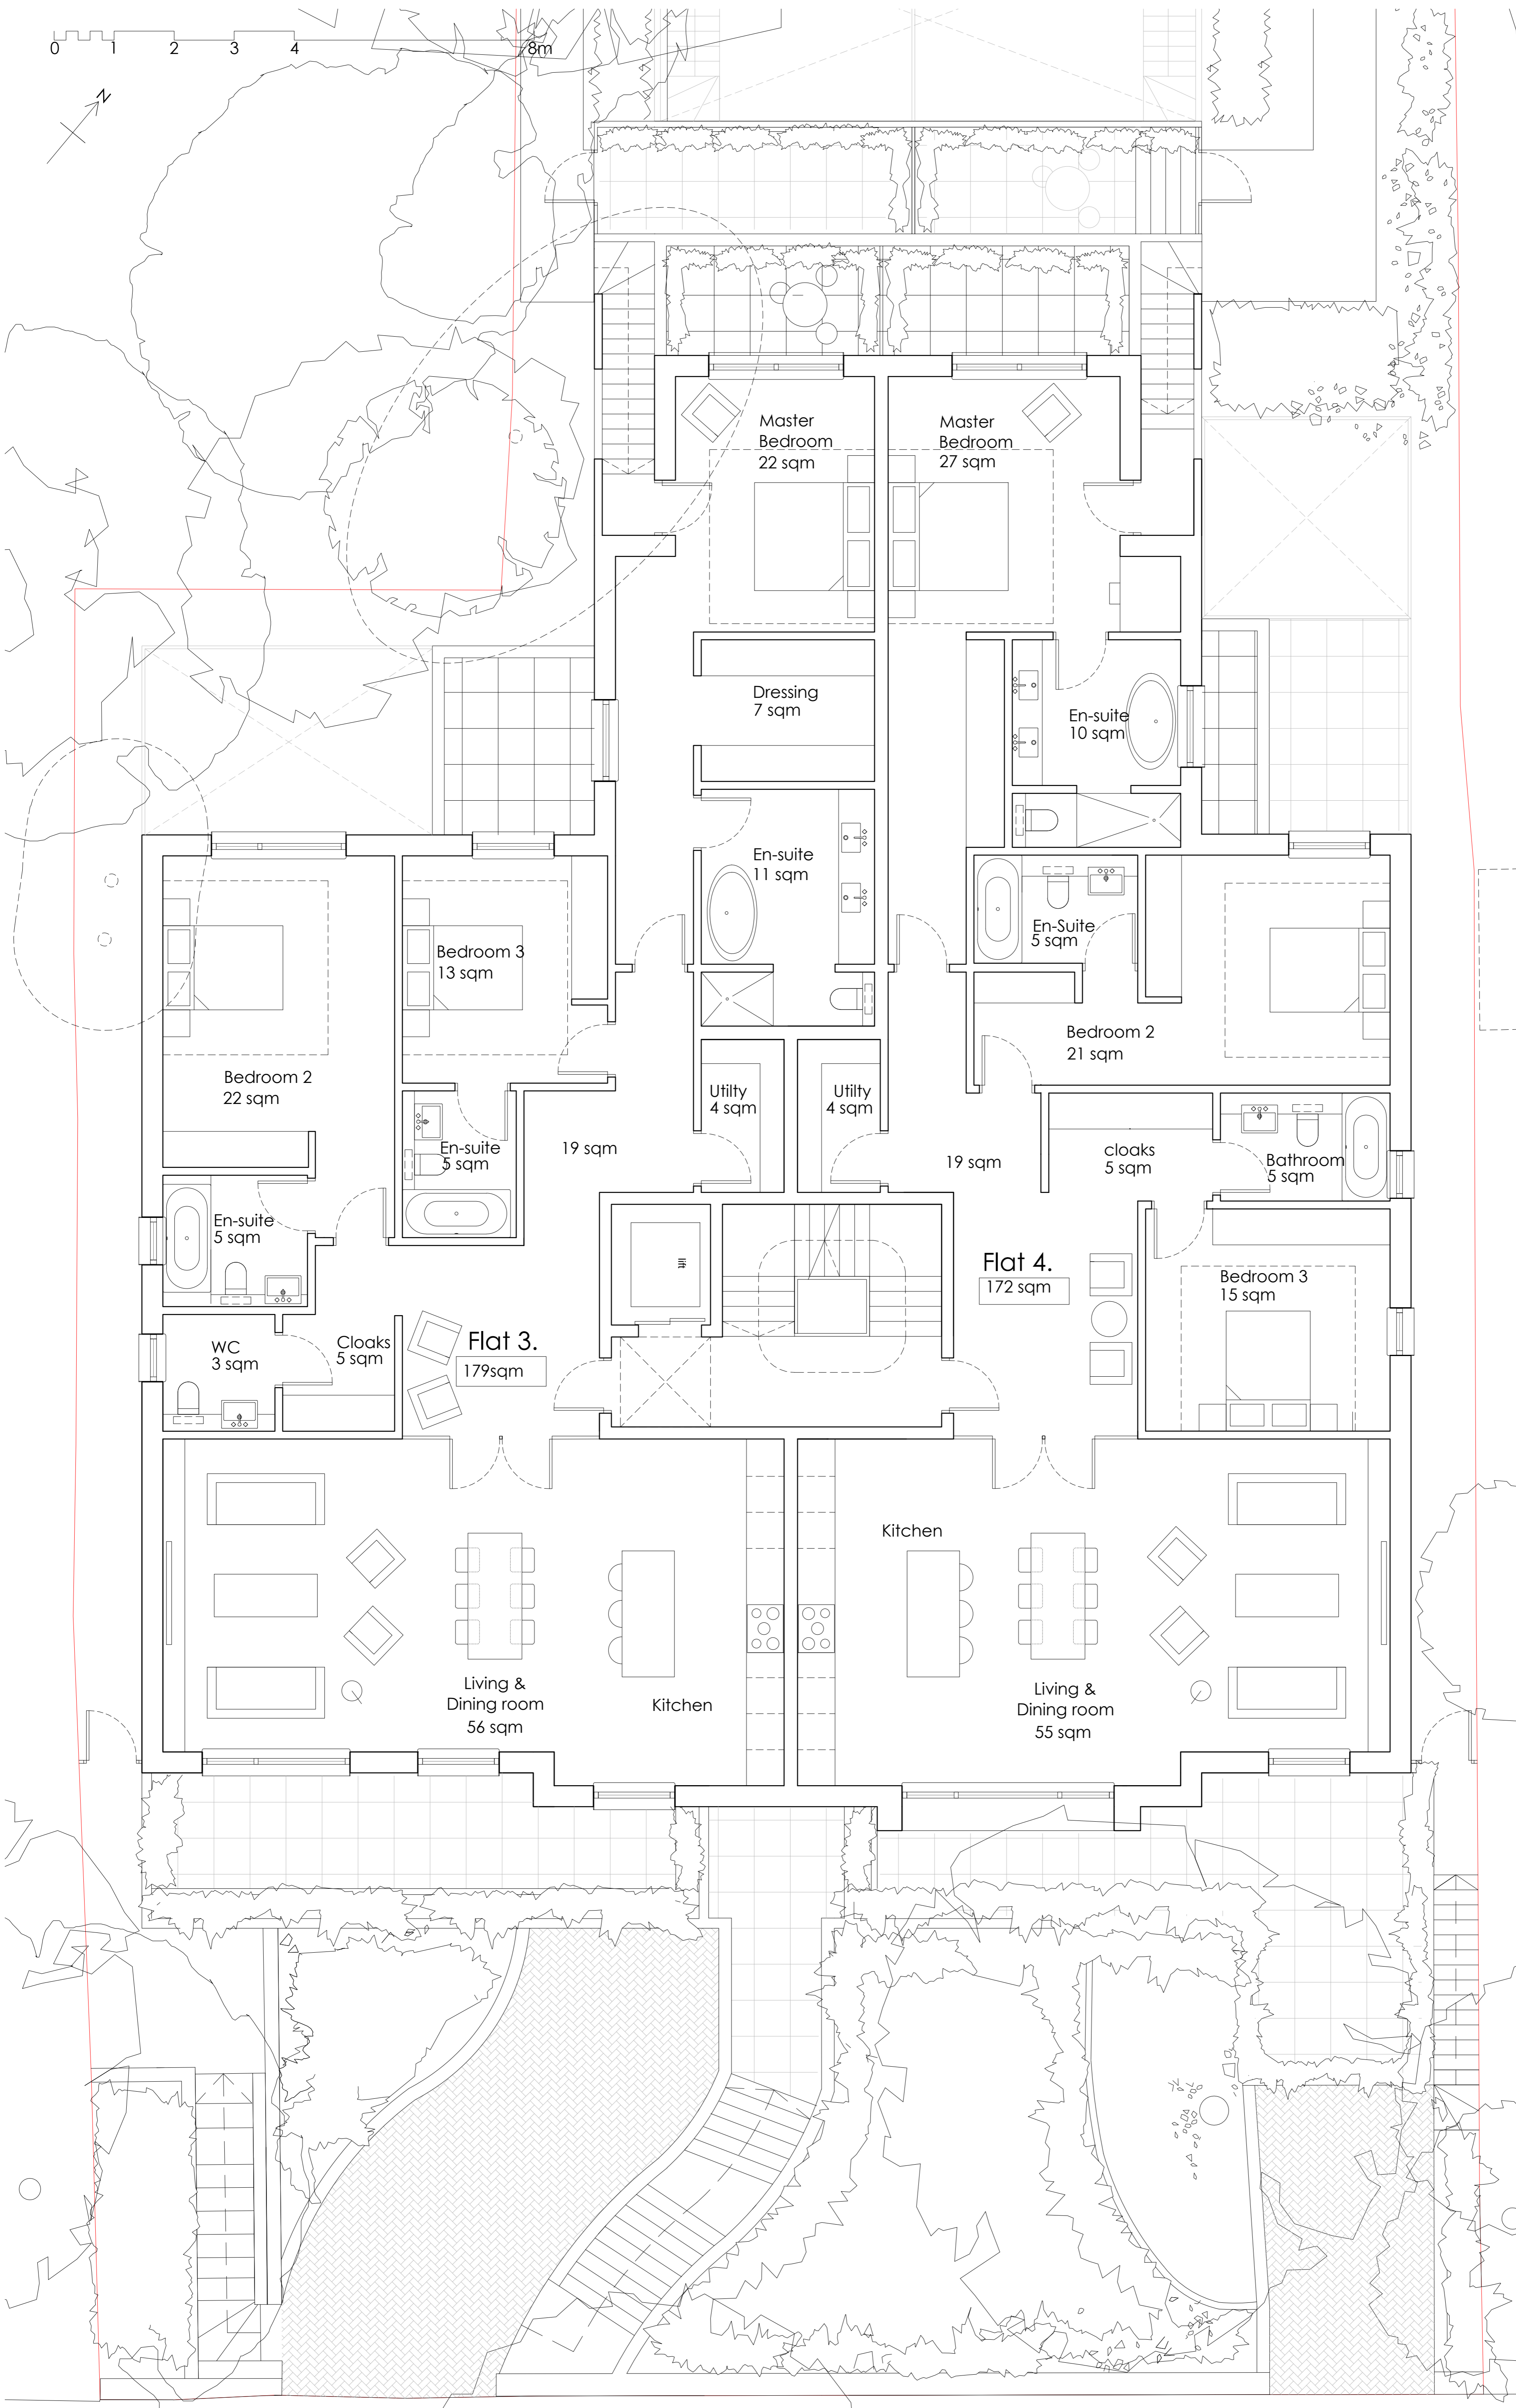 0 1 2 3 4 8m
N
Master
Bedroom
22 sqm
Master
Bedroom
27 sqm
Dressing
7 sqm
En-suite
10 sqm
En-suite
11 sqm
En-Suite
5 sqm
Bedroom 3
13 sqm
Bedroom 2
21 sqm
Bedroom 2
22 sqm
Utilty
4 sqm
Utilty
4 sqm
En-suite
5 sqm
19 sqm
19 sqm
cloaks
5 sqm
Bathroom
5 sqm
En-suite
5 sqm
lift
Flat 4.
172 sqm
Bedroom 3
15 sqm
WC
3 sqm
Cloaks
5 sqm
Flat 3.
179sqm
Kitchen
Living &
Dining room
56 sqm
Kitchen
Living &
Dining room
55 sqm